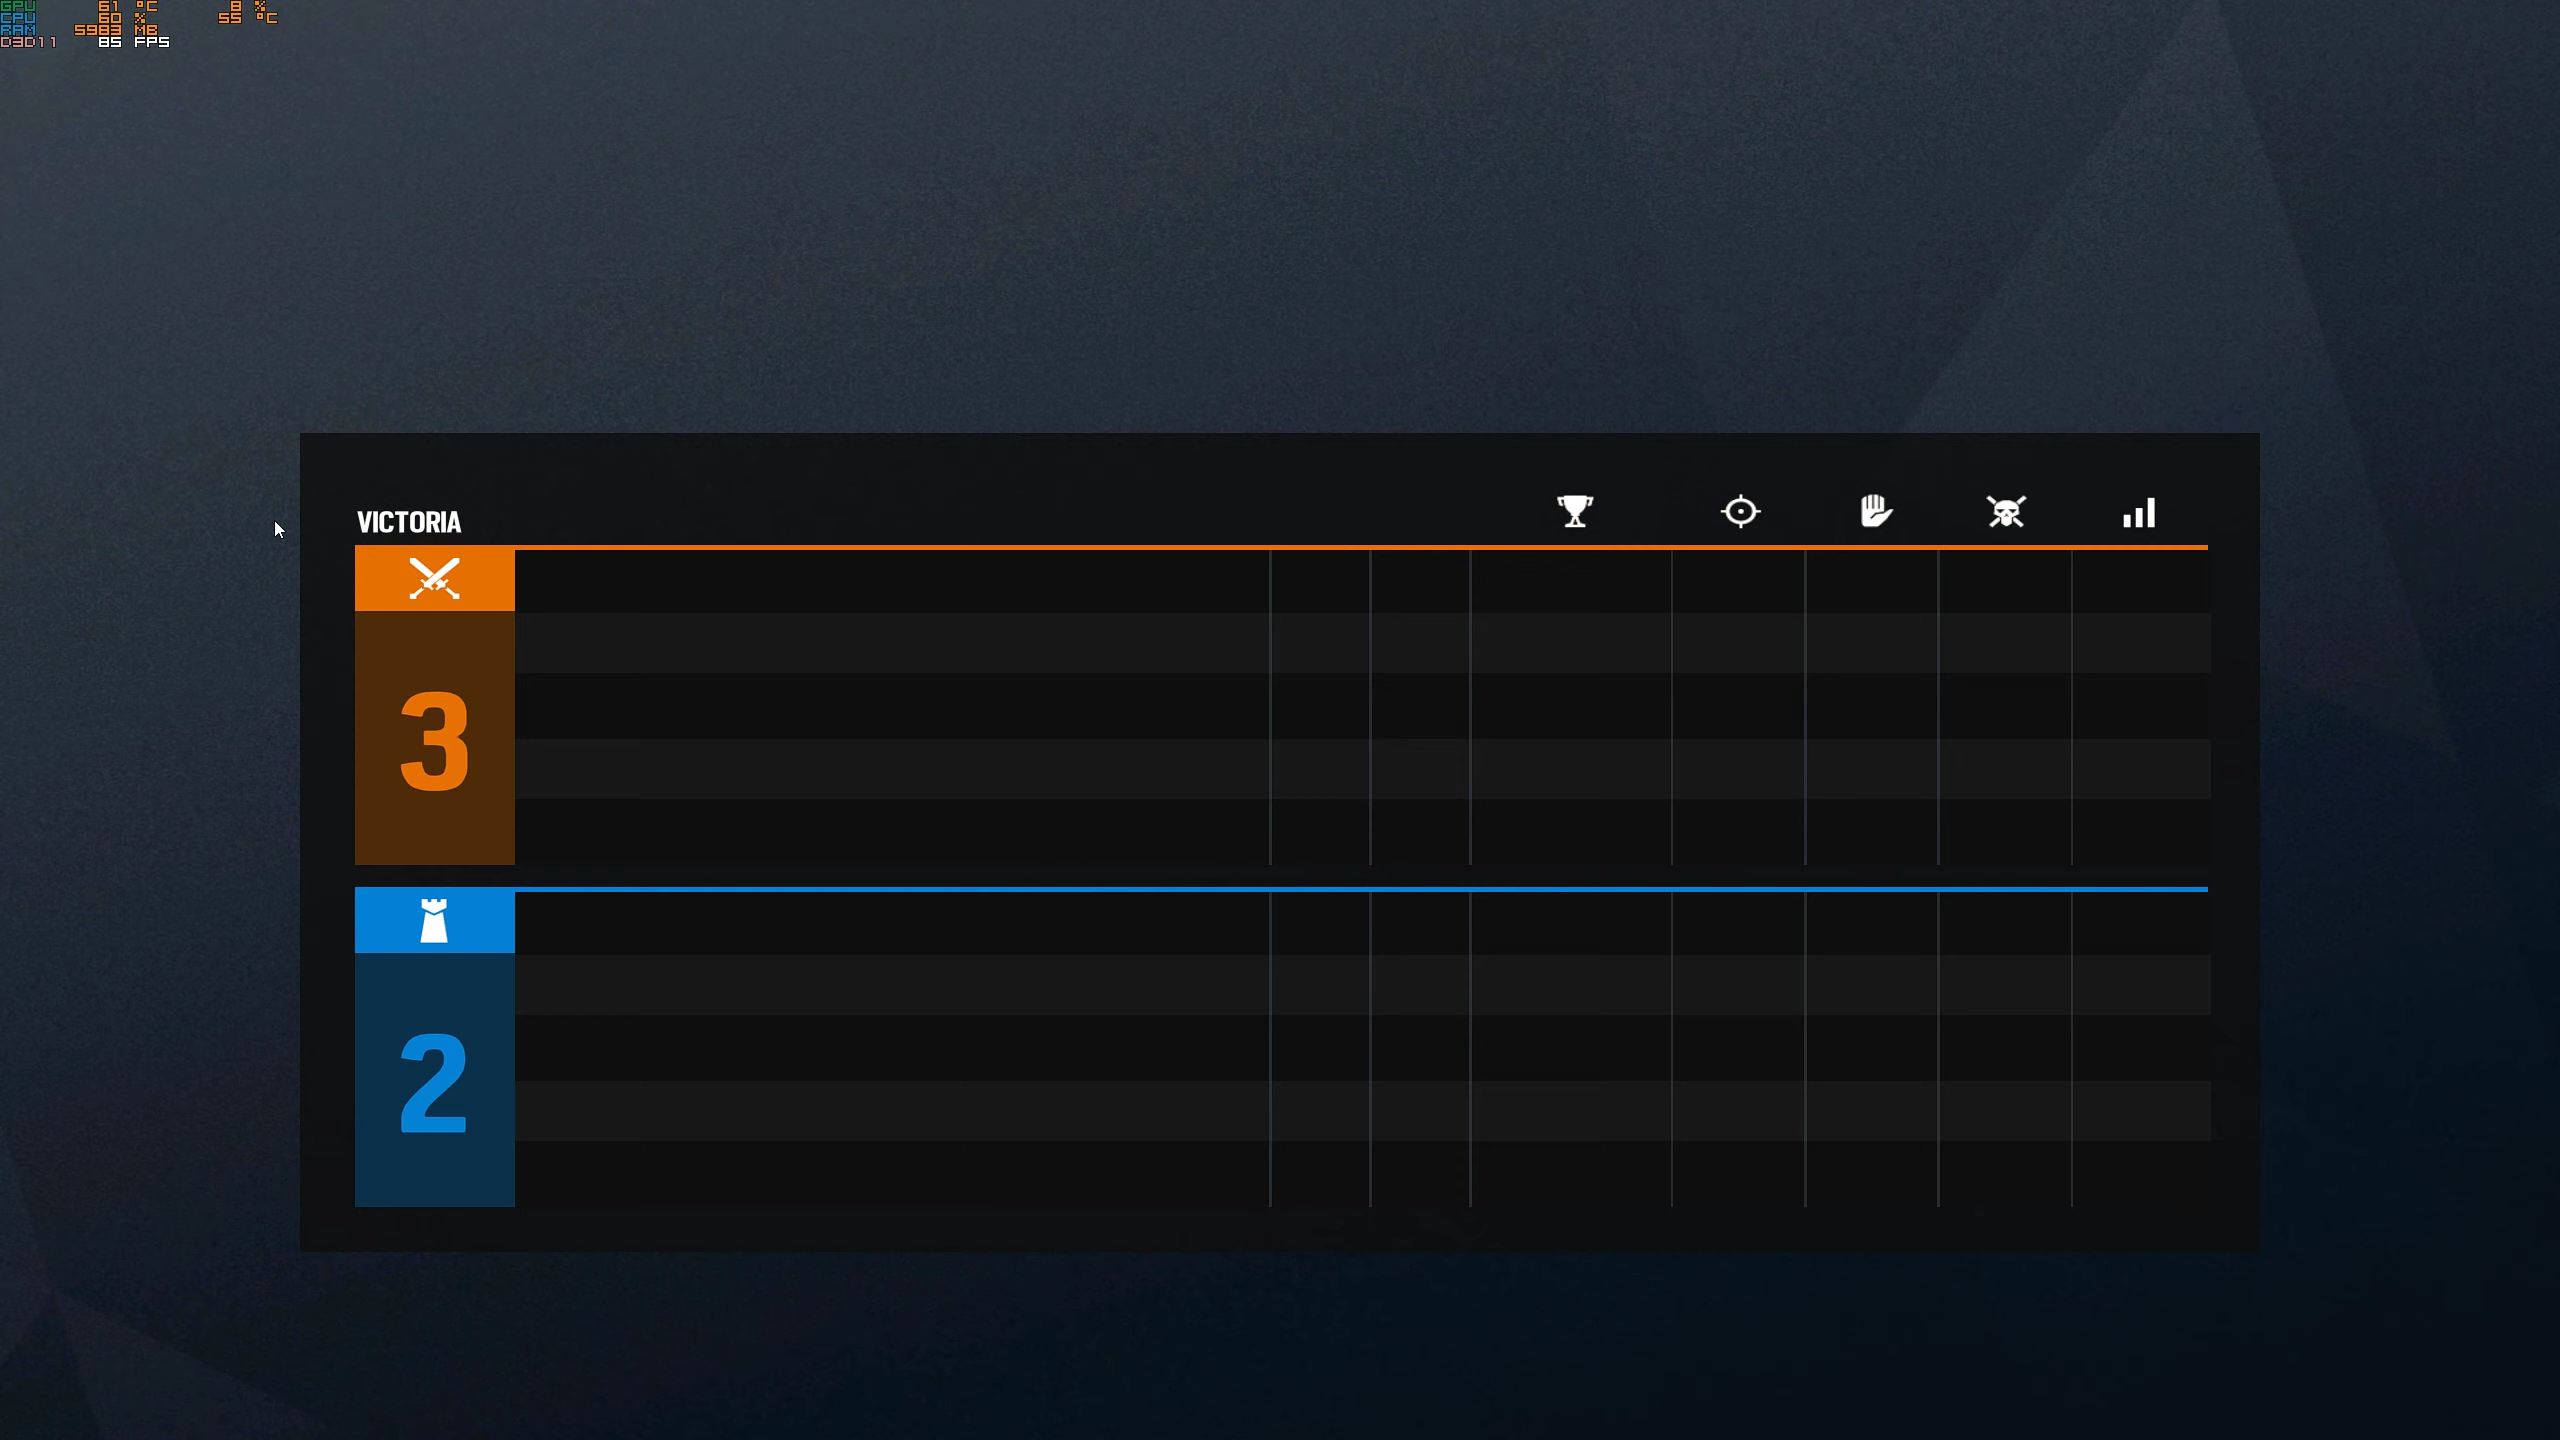 GPU 61 °C 8 %
CPU 60 % 55 °C
RAM 5983 MB
D3D11 85 FPS
VICTORIA
3
2